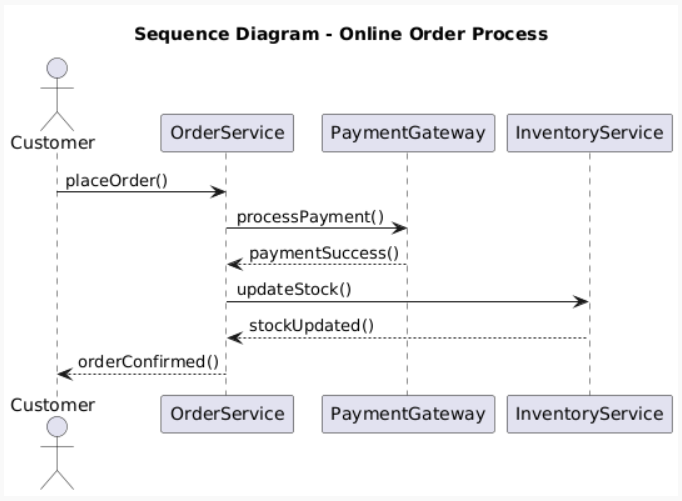 Sequence Diagram - Online Order Process
Customer
OrderService
PaymentGateway
InventoryService
placeOrder()
processPayment()
paymentSuccess()
updateStock()
stockUpdated()
orderConfirmed()
Customer
OrderService
PaymentGateway
InventoryService